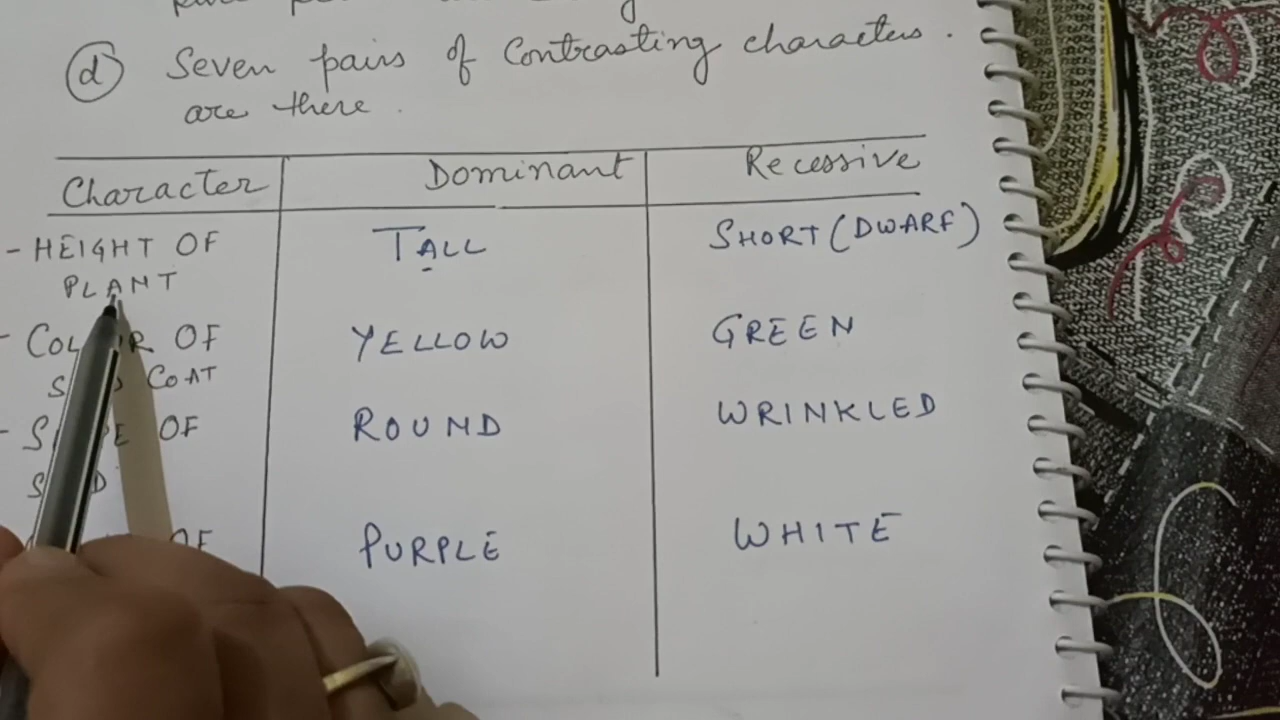 (d) Seven pairs of Contrasting characters.
are there.
Character Dominant Recessive
- HEIGHT OF TALL SHORT (DWARF)
PLANT
- OF YELLOW GREEN
COAT
- OF ROUND WRINKLED
OF PURPLE WHITE